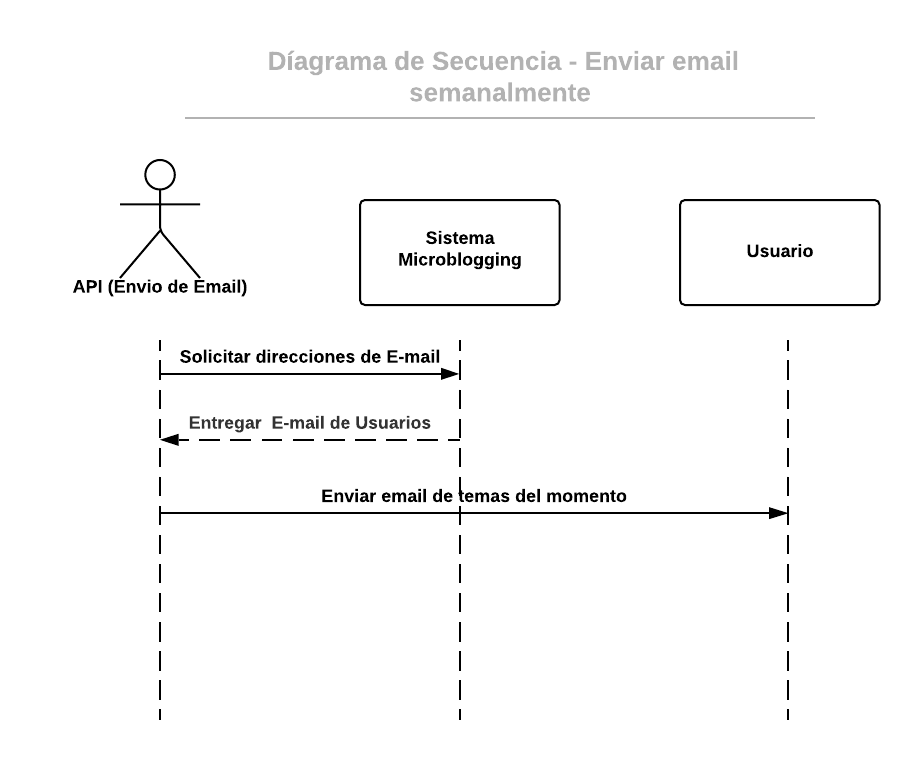 Díagrama de Secuencia - Enviar email
semanalmente
Sistema
Microblogging
Usuario
API (Envio de Email)
Solicitar direcciones de E-mail
Entregar  E-mail de Usuarios
Enviar email de temas del momento